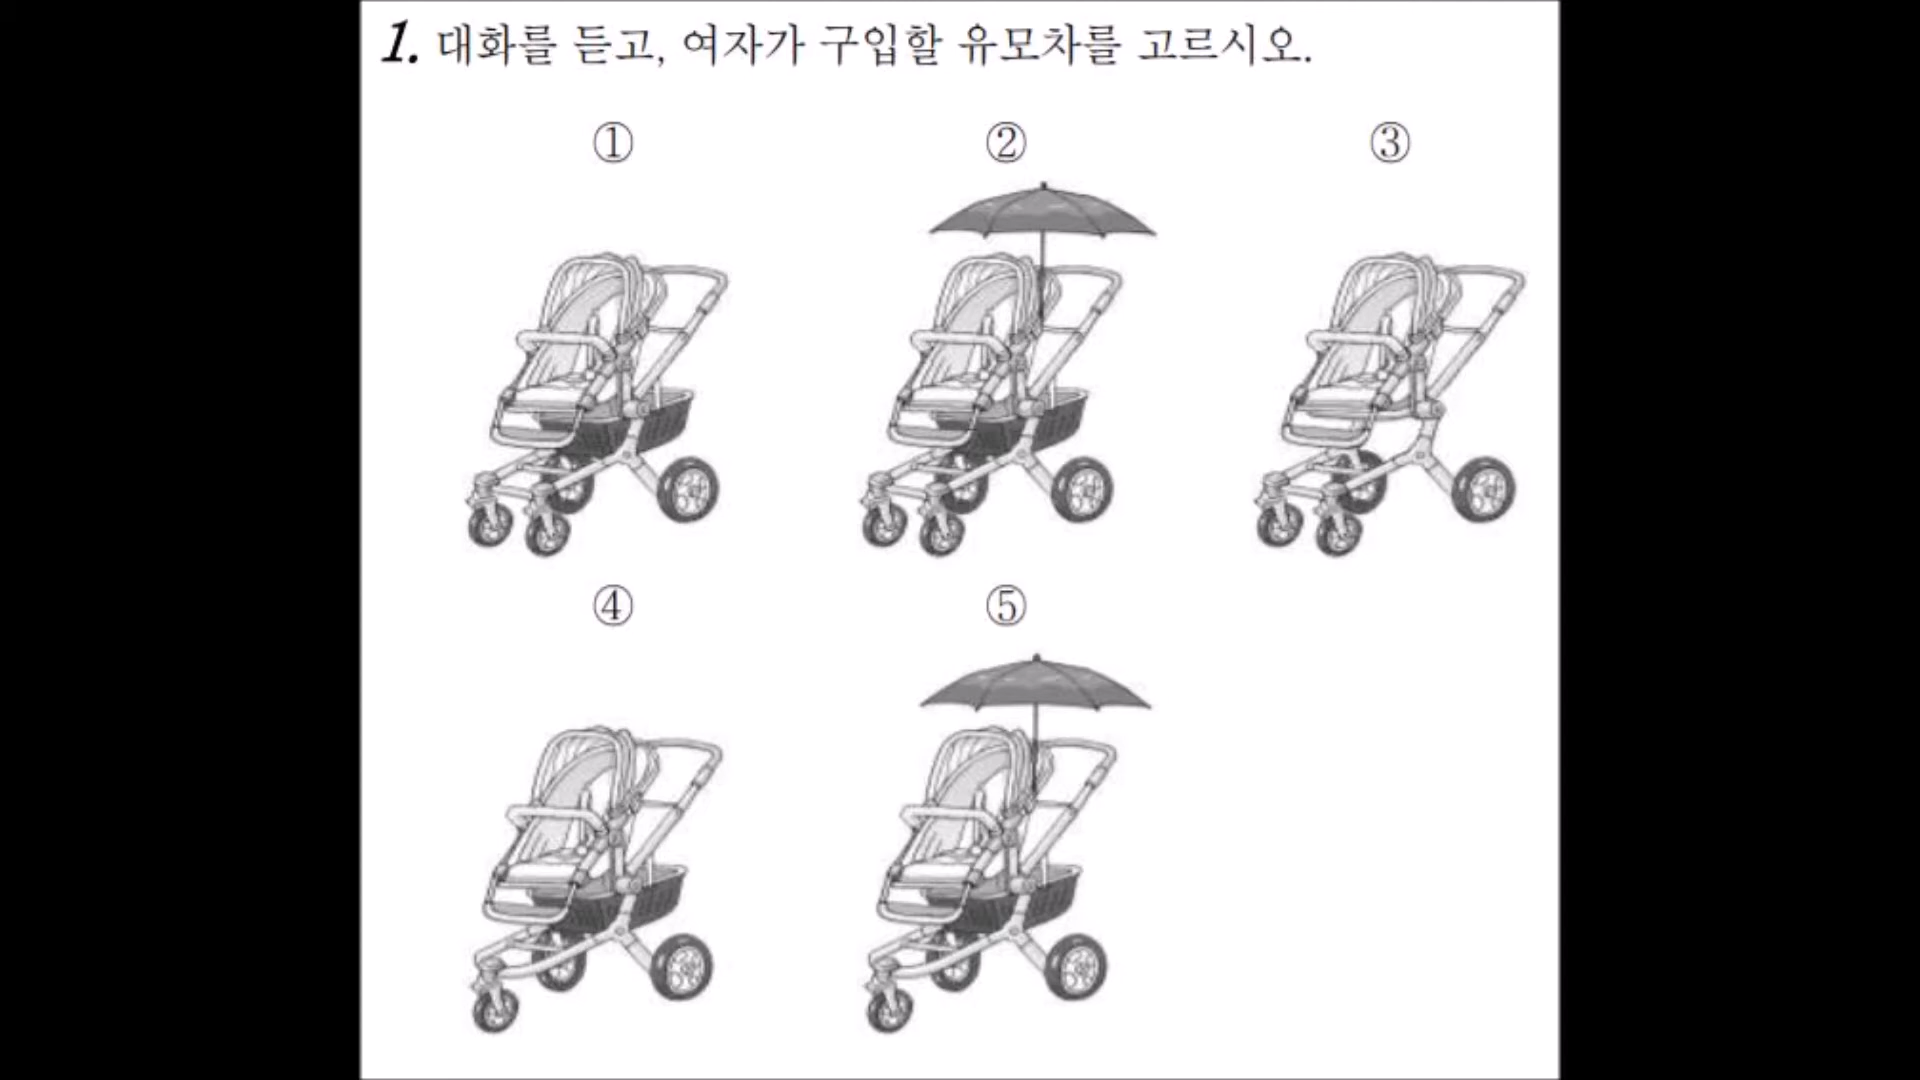 1. 대화를 듣고, 여자가 구입할 유모차를 고르시오.
① ② ③
④ ⑤